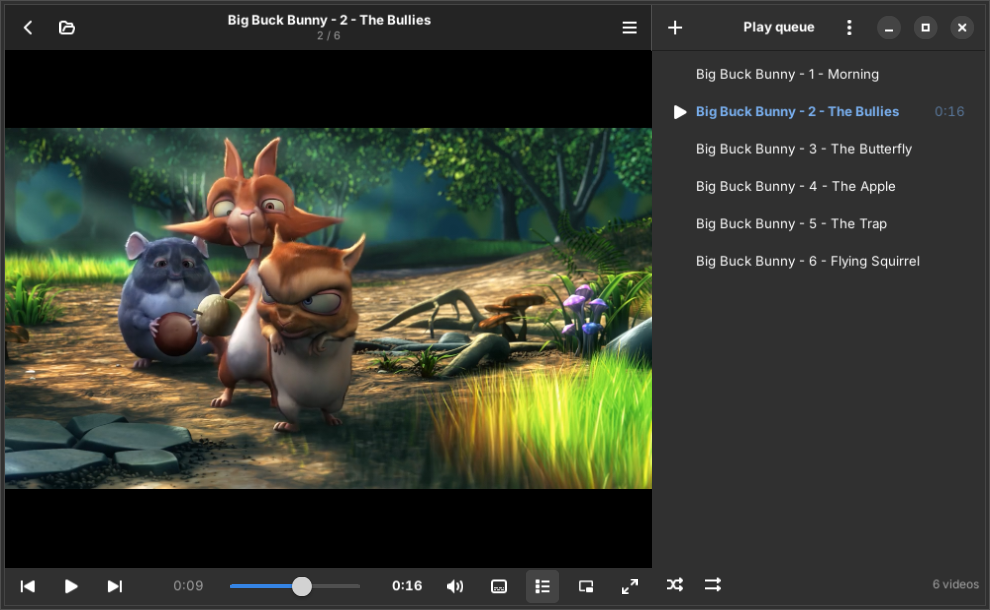 Big Buck Bunny - 2 - The Bullies
2 / 6
Play queue
Big Buck Bunny - 1 - Morning
Big Buck Bunny - 2 - The Bullies 0:16
Big Buck Bunny - 3 - The Butterfly
Big Buck Bunny - 4 - The Apple
Big Buck Bunny - 5 - The Trap
Big Buck Bunny - 6 - Flying Squirrel
0:09 0:16
6 videos